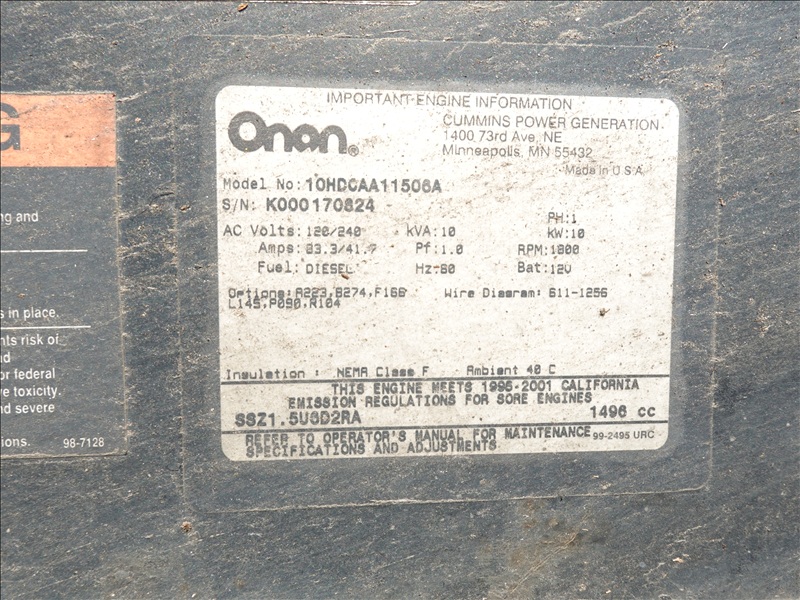 G
ng and
s in place.
nts risk of
nd
or federal
ve toxicity.
nd severe
ions. 98-7128
IMPORTANT ENGINE INFORMATION
Onan®
CUMMINS POWER GENERATION
1400 73rd Ave. NE
Minneapolis, MN 55432
Made in U.S.A.
Model No: 10HDCAA11506A
S/N: K000170824
PH:1
AC Volts: 120/240 kVA:10 kW:10
Amps: 83.3/41.7 Pf:1.0 RPM:1800
Fuel: DIESEL Hz:60 Bat:12V
Options: A223,B274,F166 Wire Diagram: 611-1256
L145,P090,R104
Insulation : NEMA Class F Ambient 40 C
THIS ENGINE MEETS 1995-2001 CALIFORNIA
EMISSION REGULATIONS FOR SORE ENGINES
SSZ1.5U6D2RA 1496 cc
REFER TO OPERATOR'S MANUAL FOR MAINTENANCE 99-2495 URC
SPECIFICATIONS AND ADJUSTMENTS